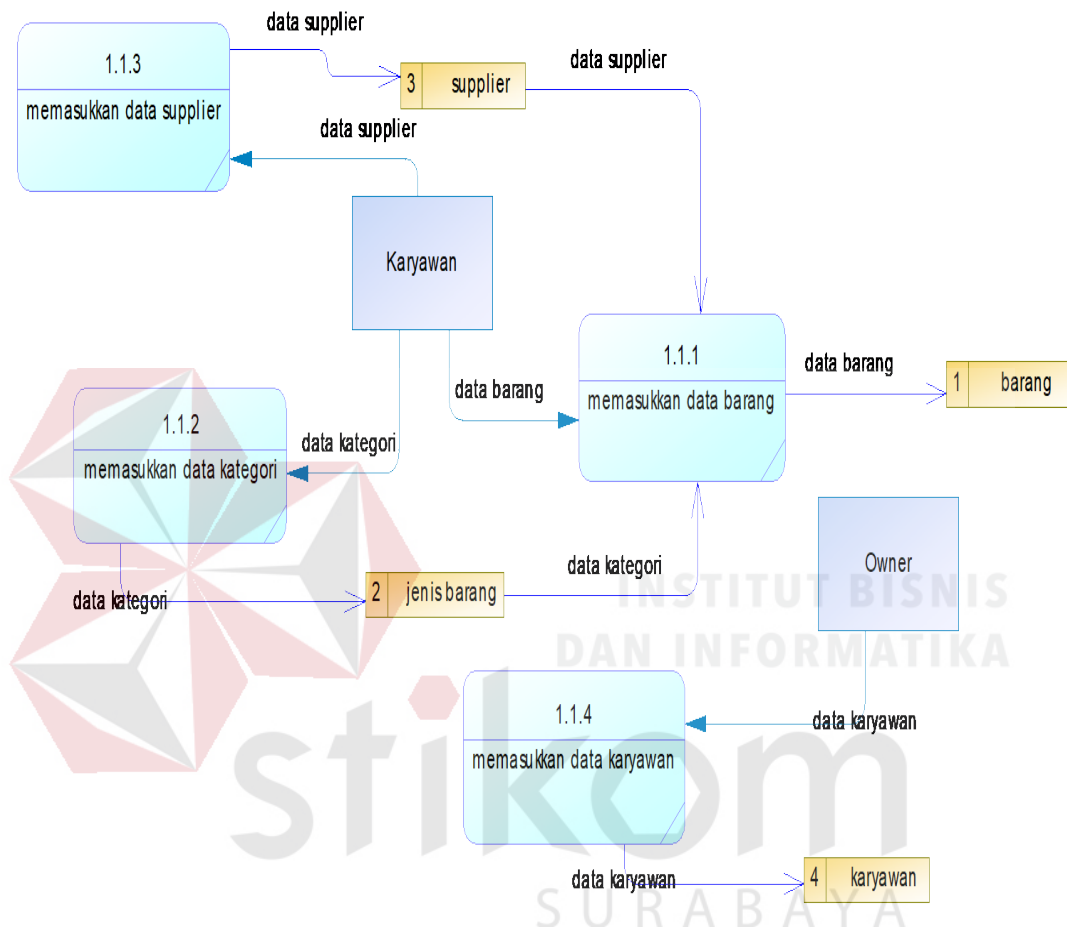 data supplier
1.1.3
memasukkan data supplier
3 supplier
data supplier
data supplier
Karyawan
1.1.1
memasukkan data barang
data barang
1 barang
data barang
1.1.2
memasukkan data kategori
data kategori
data kategori
2 jenis barang
data kategori
Owner
INSTITUT BISNIS
DAN INFORMATIKA
1.1.4
memasukkan data karyawan
data karyawan
stikom
data karyawan
4 karyawan
SURABAYA